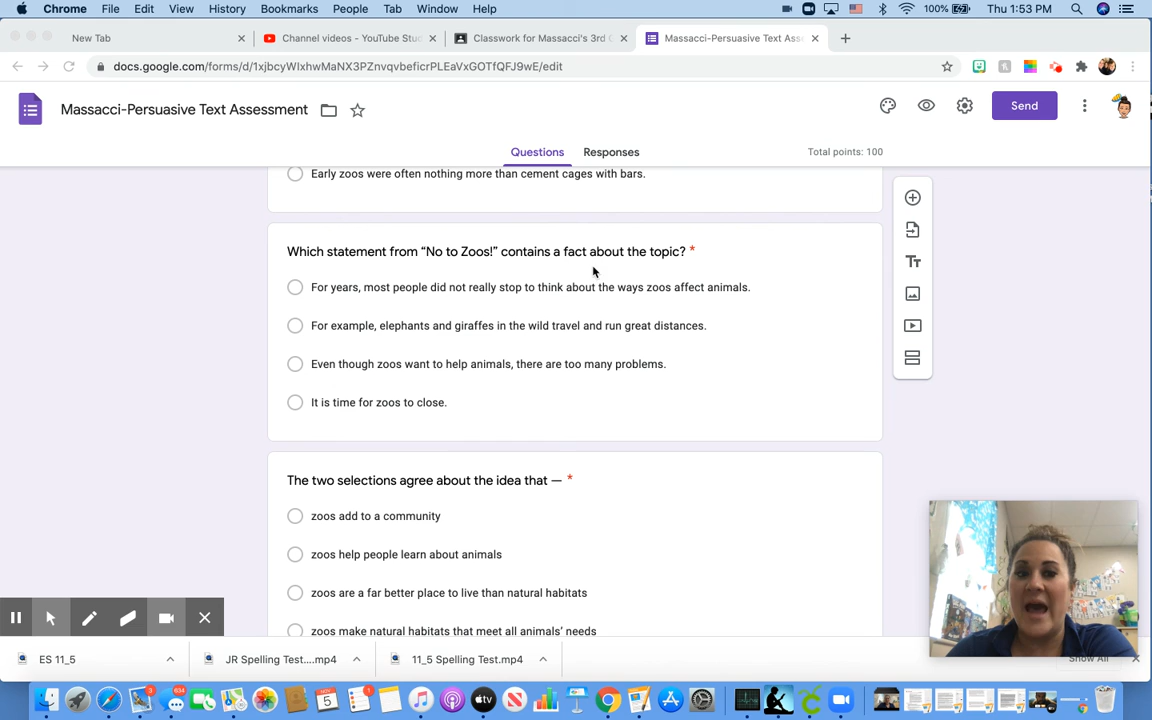 Chrome File Edit View History Bookmarks People Tab Window Help 100% Thu 1:53 PM
New Tab Channel videos - YouTube Stu Classwork for Massacci's 3rd Massacci-Persuasive Text Ass
docs.google.com/forms/d/1xjbcyWIxhwMaNX3PZnvqvbeficrPLEaVxGOTfQFJ9wE/edit
Massacci-Persuasive Text Assessment Send
Questions Responses Total points: 100
Early zoos were often nothing more than cement cages with bars.
Which statement from “No to Zoos!” contains a fact about the topic? *
For years, most people did not really stop to think about the ways zoos affect animals.
For example, elephants and giraffes in the wild travel and run great distances.
Even though zoos want to help animals, there are too many problems.
It is time for zoos to close.
The two selections agree about the idea that — *
zoos add to a community
zoos help people learn about animals
zoos are a far better place to live than natural habitats
zoos make natural habitats that meet all animals’ needs
ES 11_5 JR Spelling Test....mp4 11_5 Spelling Test.mp4 Show All